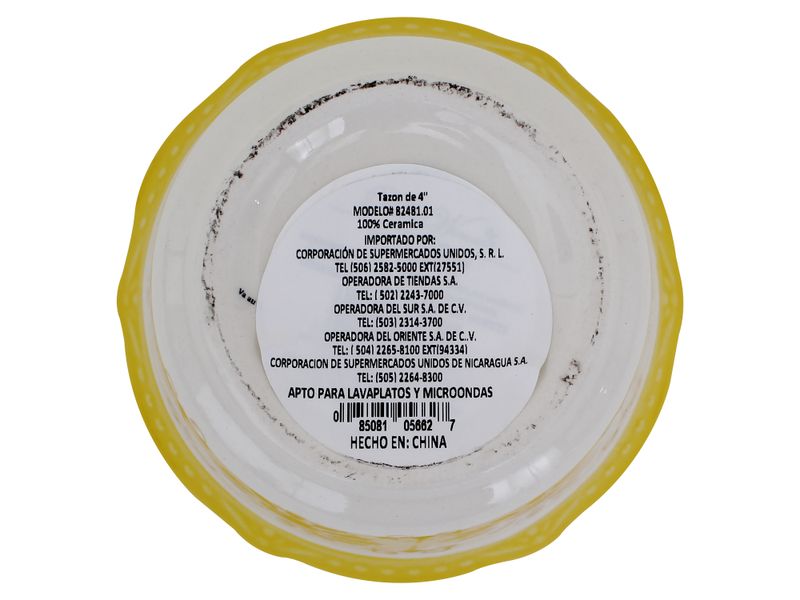 Tazon de 4"
MODELO# 82481.01
100% Ceramica
IMPORTADO POR:
CORPORACIÓN DE SUPERMERCADOS UNIDOS, S. R. L.
TEL (506) 2582-5000 EXT(27551)
OPERADORA DE TIENDAS S.A.
TEL: ( 502) 2243-7000
OPERADORA DEL SUR S.A. DE C.V.
TEL: (503) 2314-3700
OPERADORA DEL ORIENTE S.A. DE C..V.
TEL: ( 504) 2265-8100 EXT(94334)
CORPORACION DE SUPERMERCADOS UNIDOS DE NICARAGUA S.A.
TEL: (505) 2264-8300
APTO PARA LAVAPLATOS Y MICROONDAS
0 85081 05662 7
HECHO EN: CHINA